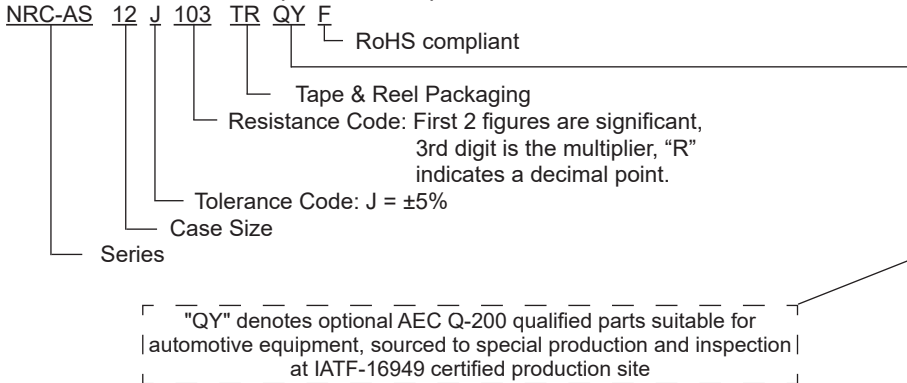 NRC-AS 12 J 103 TR QY F
RoHS compliant
Tape & Reel Packaging
Resistance Code: First 2 figures are significant,
3rd digit is the multiplier, “R”
indicates a decimal point.
Tolerance Code: J = ±5%
Case Size
Series
"QY" denotes optional AEC Q-200 qualified parts suitable for
automotive equipment, sourced to special production and inspection
at IATF-16949 certified production site